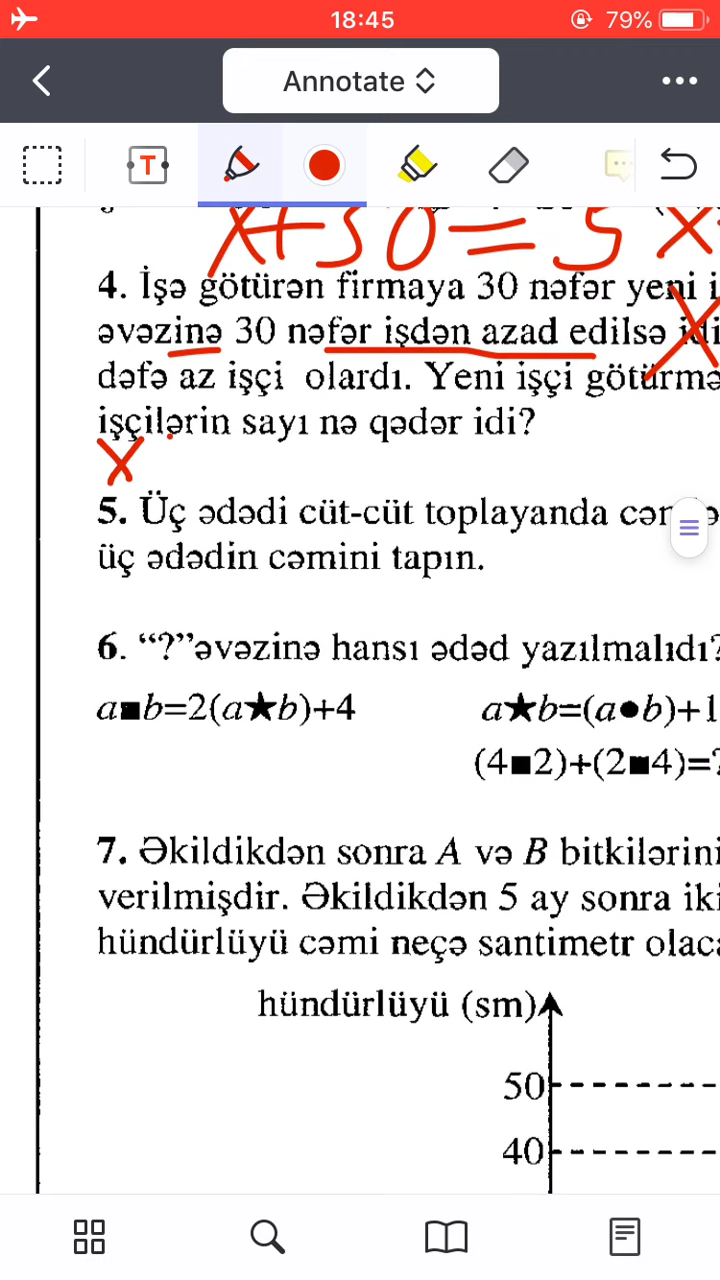 18:45
79%
Annotate
T
x+30=5x
4. İşə götürən firmaya 30 nəfər yeni i
əvəzinə 30 nəfər işdən azad edilsə idi
dəfə az işçi olardı. Yeni işçi götürmə
işçilərin sayı nə qədər idi?
x
5. Üç ədədi cüt-cüt toplayanda
üç ədədin cəmini tapın.
6. “?”əvəzinə hansı ədəd yazılmalıdı?
a■b=2(a★b)+4 a★b=(a●b)+1
(4■2)+(2■4)=?
7. Əkildikdən sonra A və B bitkilərini
verilmişdir. Əkildikdən 5 ay sonra iki
hündürlüyü cəmi neçə santimetr olaca
hündürlüyü (sm)
50
40